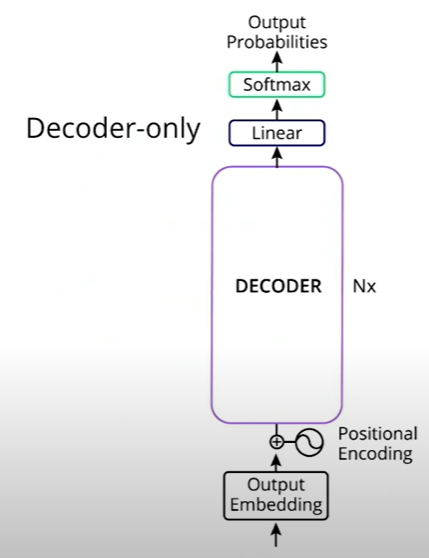 Output
Probabilities
Softmax
Decoder-only
Linear
DECODER
Nx
Positional
Encoding
Output
Embedding